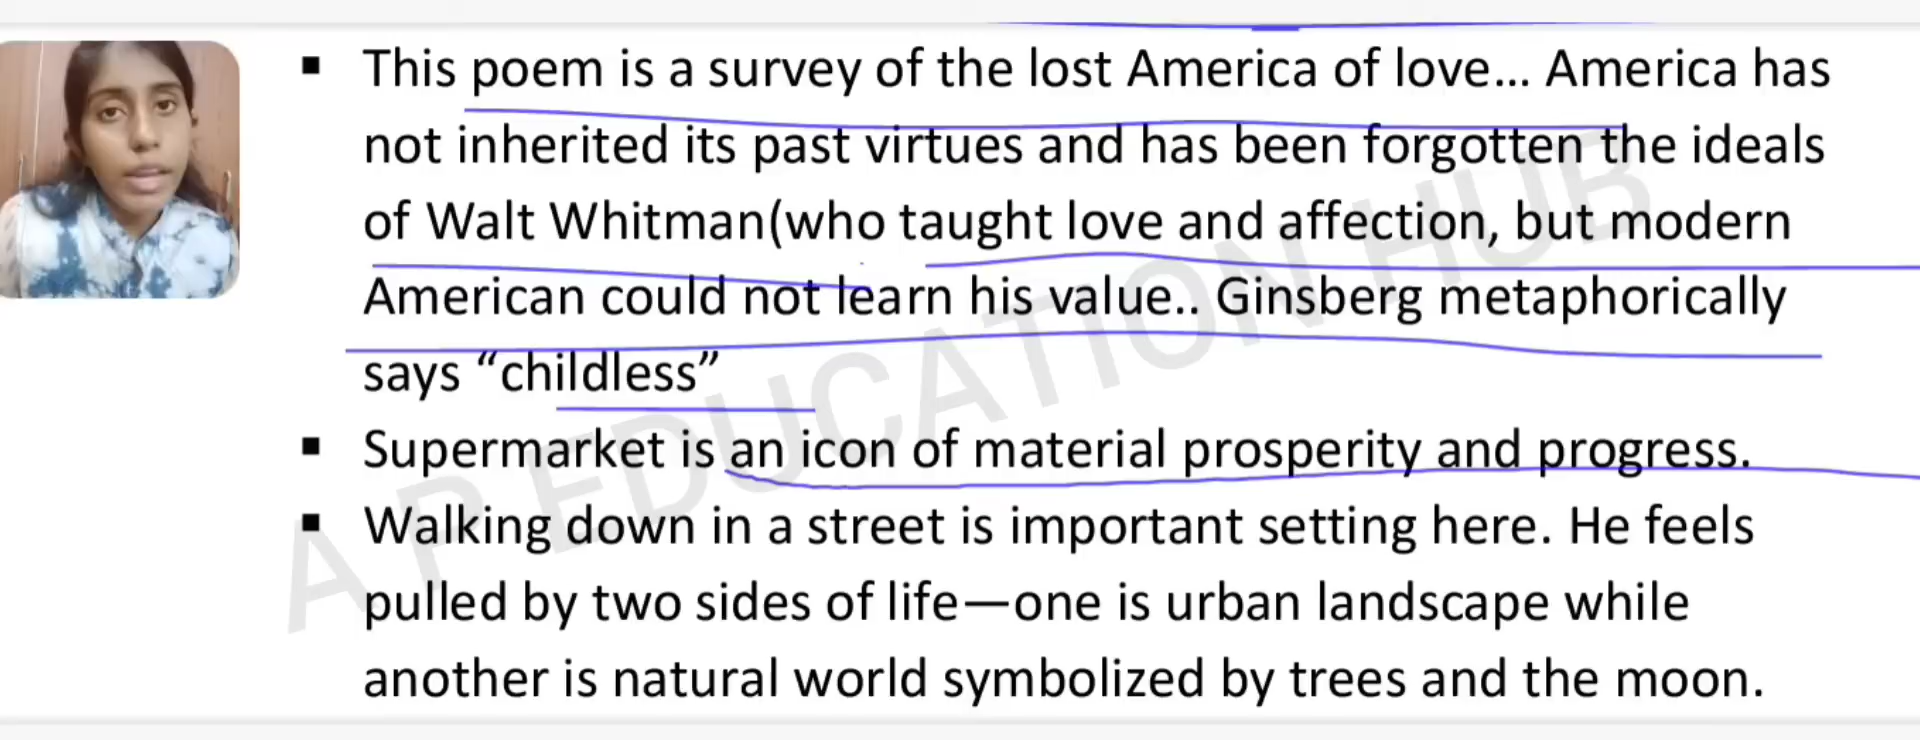 ▪ This poem is a survey of the lost America of love... America has
not inherited its past virtues and has been forgotten the ideals
of Walt Whitman(who taught love and affection, but modern
American could not learn his value.. Ginsberg metaphorically
says “childless”
▪ Supermarket is an icon of material prosperity and progress.
▪ Walking down in a street is important setting here. He feels
pulled by two sides of life—one is urban landscape while
another is natural world symbolized by trees and the moon.
A P EDUCATION HUB